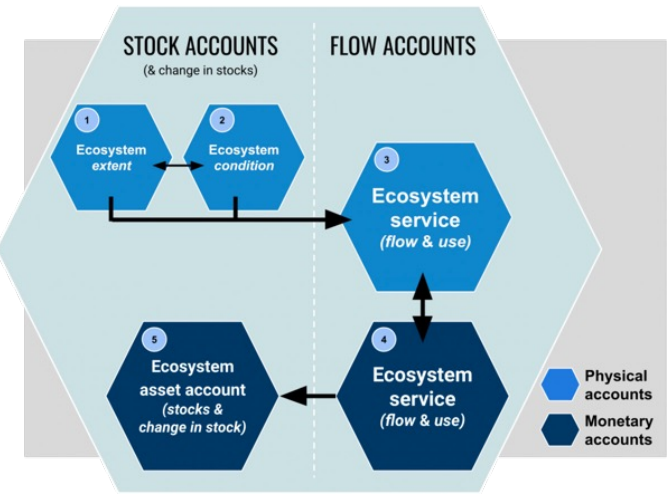 STOCK ACCOUNTS
(& change in stocks)
FLOW ACCOUNTS
1
Ecosystem
extent
2
Ecosystem
condition
3
Ecosystem
service
(flow & use)
5
Ecosystem
asset account
(stocks &
change in stock)
4
Ecosystem
service
(flow & use)
Physical
accounts
Monetary
accounts